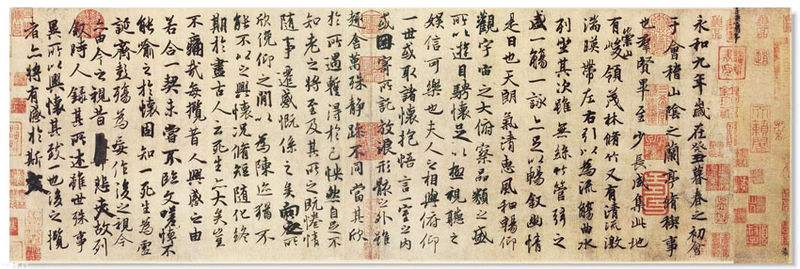 永和九年歲在癸丑暮春之初會
于會稽山陰之蘭亭脩稧事
也群賢畢至少長咸集此地
有崇山峻領茂林脩竹又有清流激
湍暎帶左右引以為流觴曲水
列坐其次雖無絲竹管弦之
盛一觴一詠亦足以暢敘幽情
是日也天朗氣清惠風和暢仰
觀宇宙之大俯察品類之盛
所以遊目騁懷足以極視聽之
娛信可樂也夫人之相與俯仰
一世或取諸懷抱悟言一室之內
或因寄所託放浪形骸之外雖
趣舍萬殊靜躁不同當其欣
於所遇暫得於己怏然自足不
知老之將至及其所之既惓情
隨事遷感慨係之矣向之所
欣俛仰之閒以為陳迹猶不
能不以之興懷況脩短隨化終
期於盡古人云死生亦大矣豈
不痛哉每攬昔人興感之由
若合一契未嘗不臨文嗟悼不
能喻之於懷固知一死生為虛
誕齊彭殤為妄作後之視今
亦由今之視昔悲夫故列
敘時人錄其所述雖世殊事
異所以興懷其致一也後之攬
者亦將有感於斯文